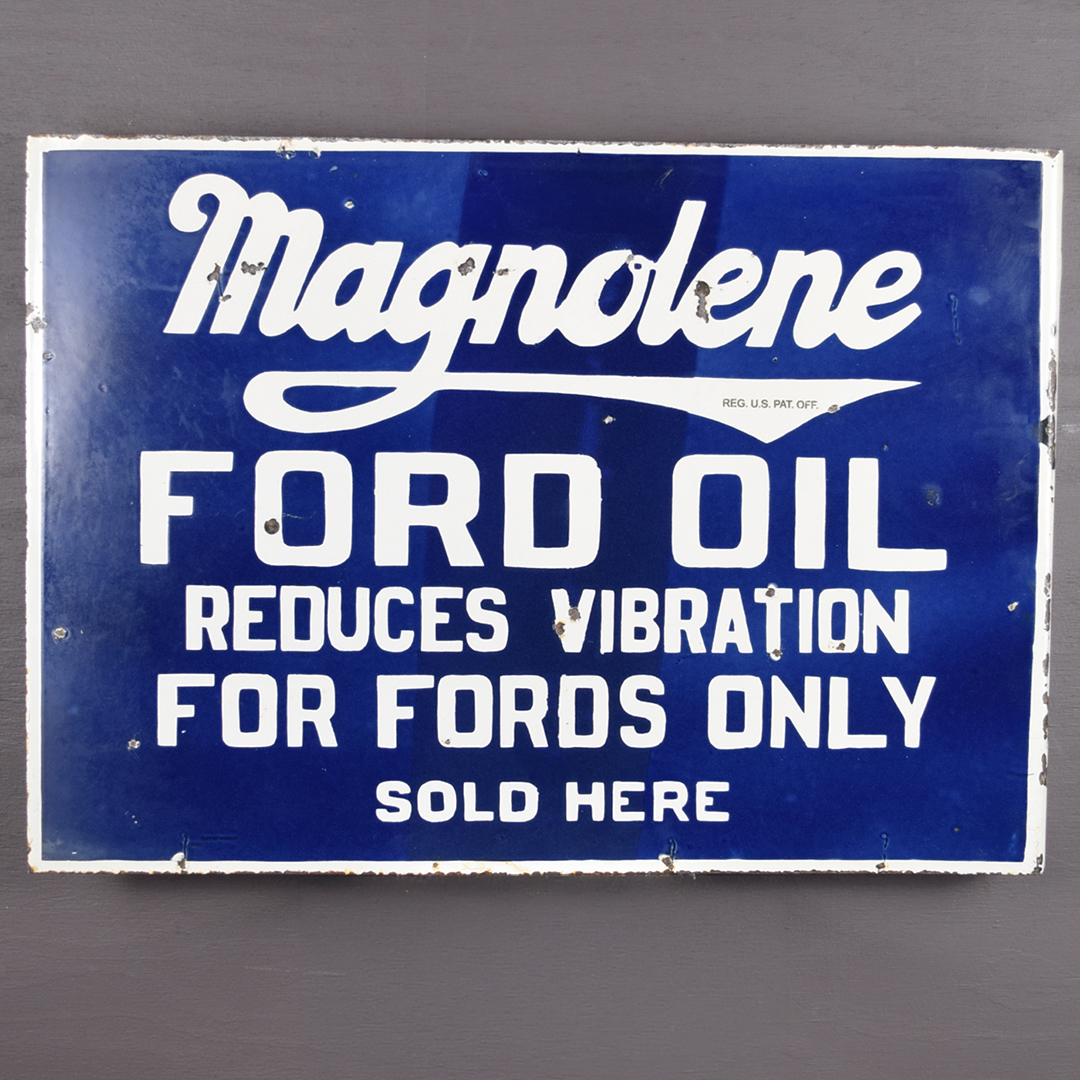 Magnolene
REG. U.S. PAT. OFF.
FORD OIL
REDUCES VIBRATION
FOR FORDS ONLY
SOLD HERE